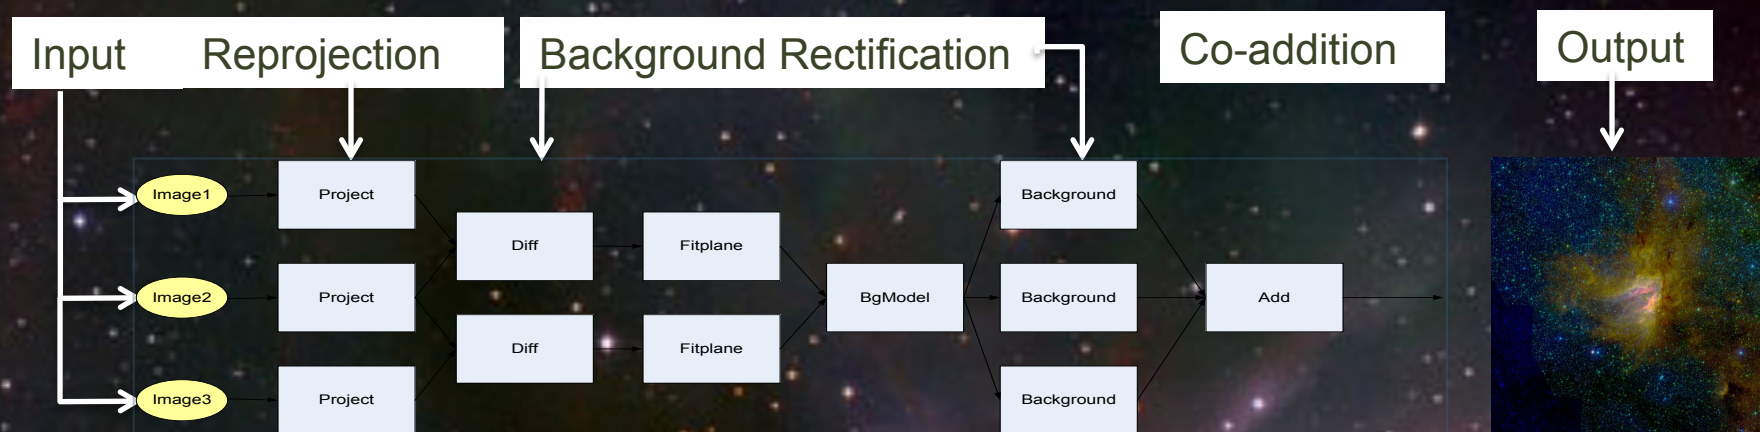 Input Reprojection Background Rectification Co-addition Output
Image1 Project Background
Diff Fitplane
Image2 Project BgModel Background Add
Diff Fitplane
Image3 Project Background